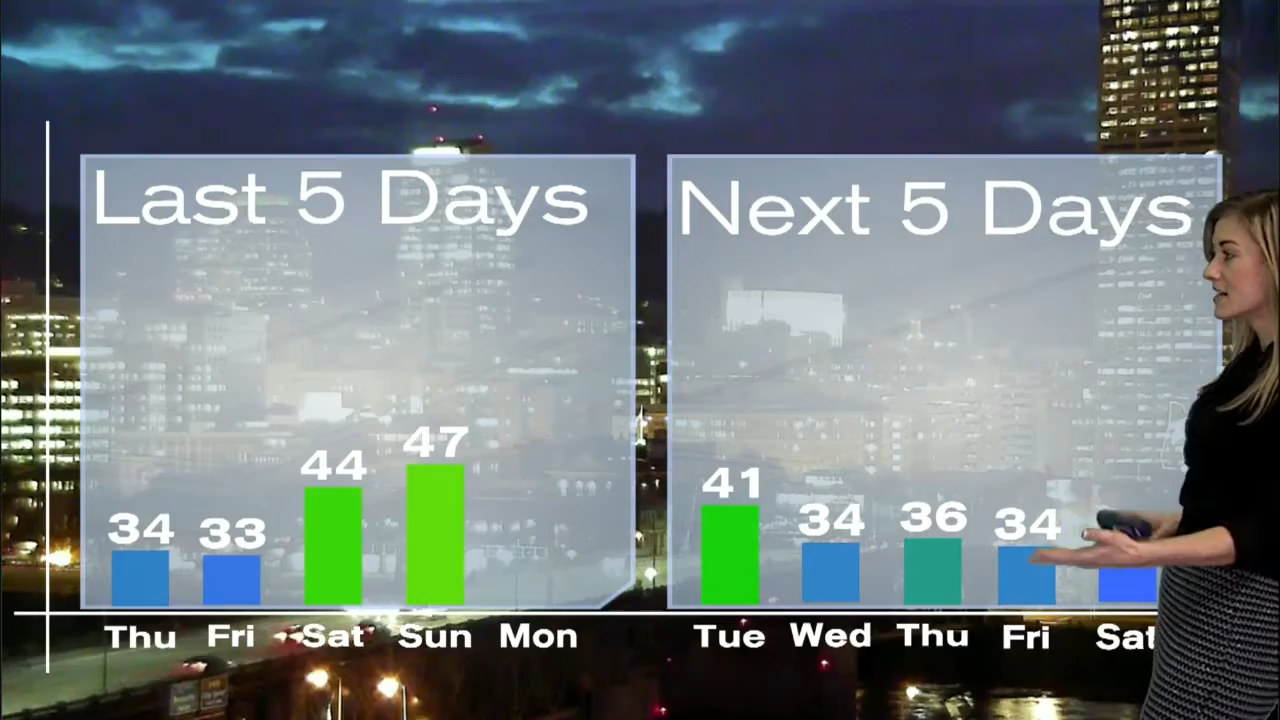 Last 5 Days
34 33 44 47
Thu Fri Sat Sun Mon
Next 5 Days
41 34 36 34
Tue Wed Thu Fri Sat